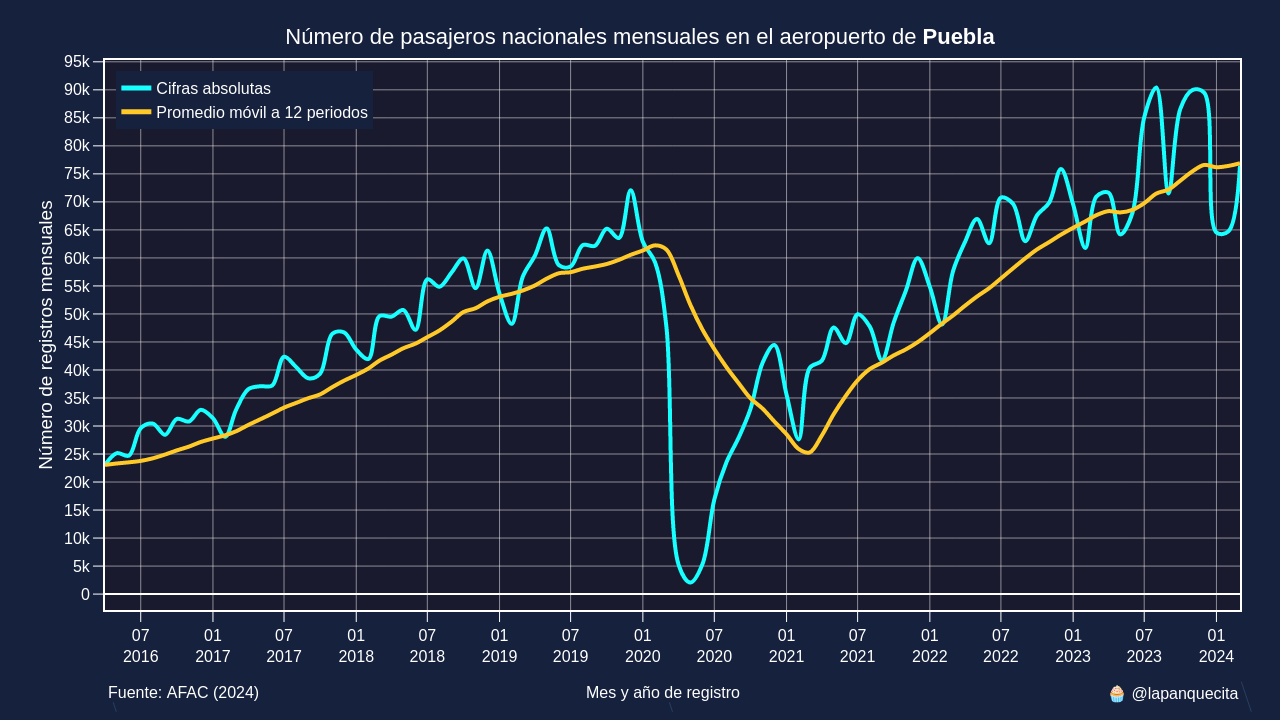 Número de pasajeros nacionales mensuales en el aeropuerto de Puebla
Cifras absolutas
Promedio móvil a 12 periodos
Número de registros mensuales
95k
90k
85k
80k
75k
70k
65k
60k
55k
50k
45k
40k
35k
30k
25k
20k
15k
10k
5k
0
07 01 07 01 07 01 07 01 07 01 07 01 07 01 07 01
2016 2017 2017 2018 2018 2019 2019 2020 2020 2021 2021 2022 2022 2023 2023 2024
Fuente: AFAC (2024)
Mes y año de registro
🧁 @lapanquecita